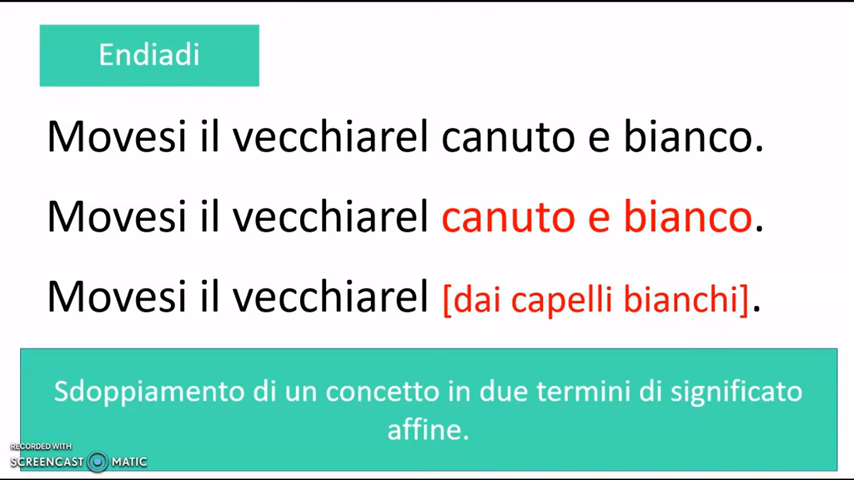 Endiadi
Movesi il vecchiarel canuto e bianco.
Movesi il vecchiarel canuto e bianco.
Movesi il vecchiarel [dai capelli bianchi].
Sdoppiamento di un concetto in due termini di significato
affine.
RECORDED WITH
SCREENCAST MATIC